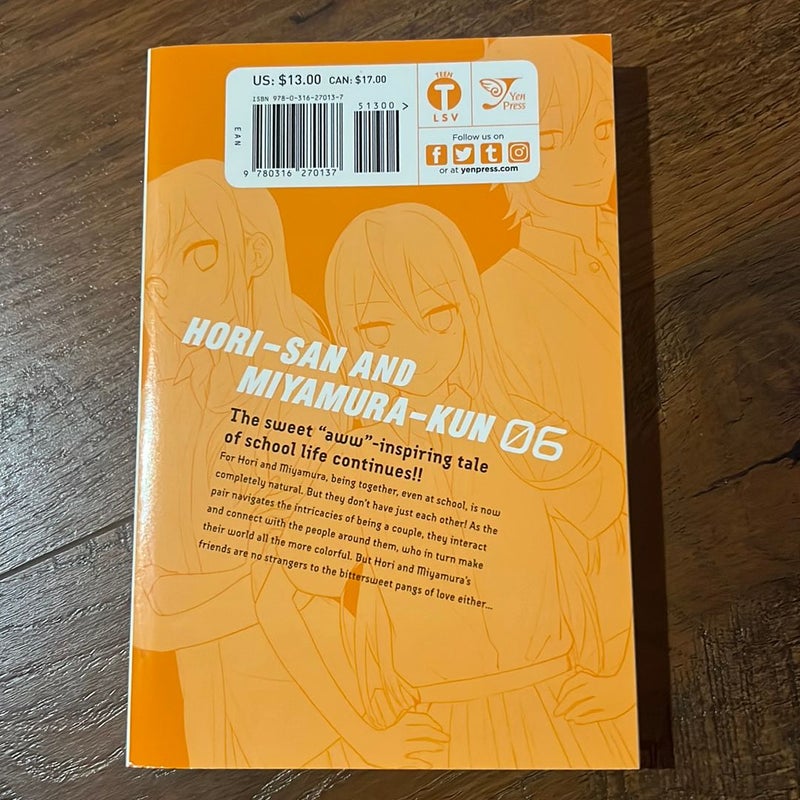 US: $13.00 CAN: $17.00
ISBN 978-0-316-27013-7
51300 >
EAN
9 780316 270137
TEEN
T
LSV
Yen
Press
Follow us on
f t
or at yenpress.com
HORI-SAN AND
MIYAMURA-KUN 06
The sweet "aww"-inspiring tale
of school life continues!!
For Hori and Miyamura, being together, even at school, is now
completely natural. But they don't have just each other! As the
pair navigates the intricacies of being a couple, they interact
and connect with the people around them, who in turn make
their world all the more colorful. But Hori and Miyamura's
friends are no strangers to the bittersweet pangs of love either...